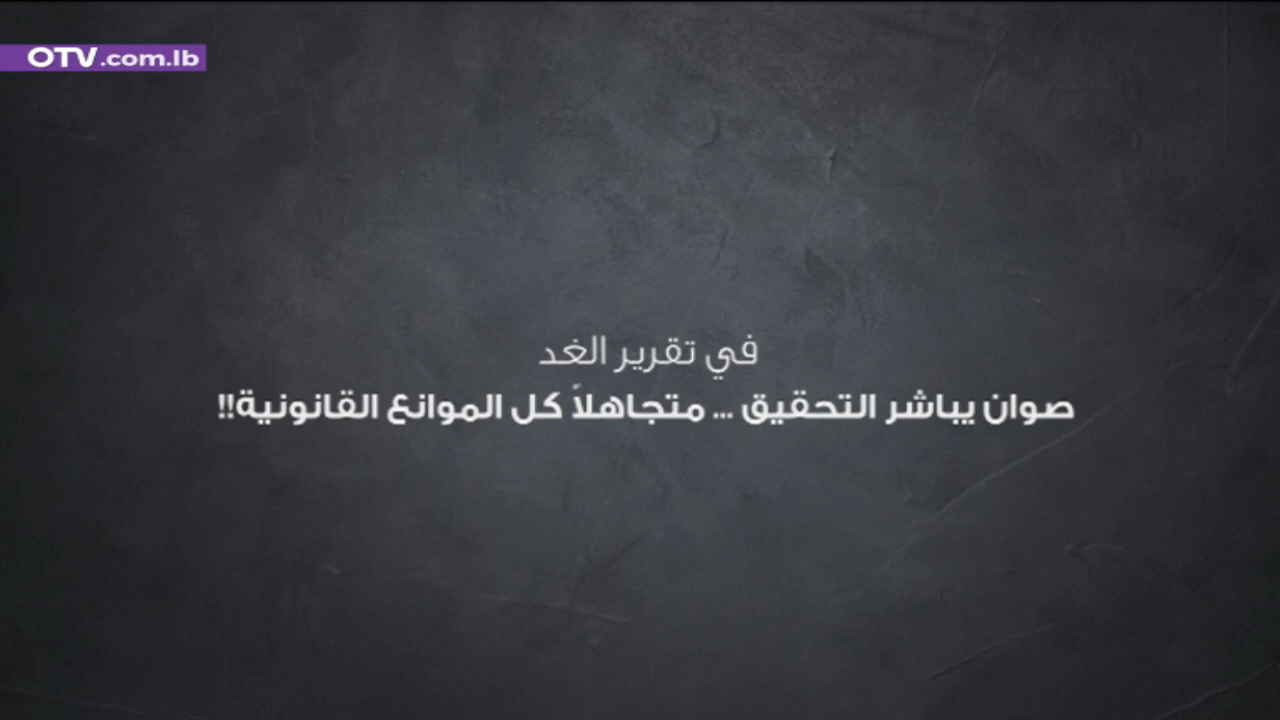 OTV.com.lb
في تقرير الغد
صوان يباشر التحقيق ... متجاهلاً كل الموانع القانونية!!